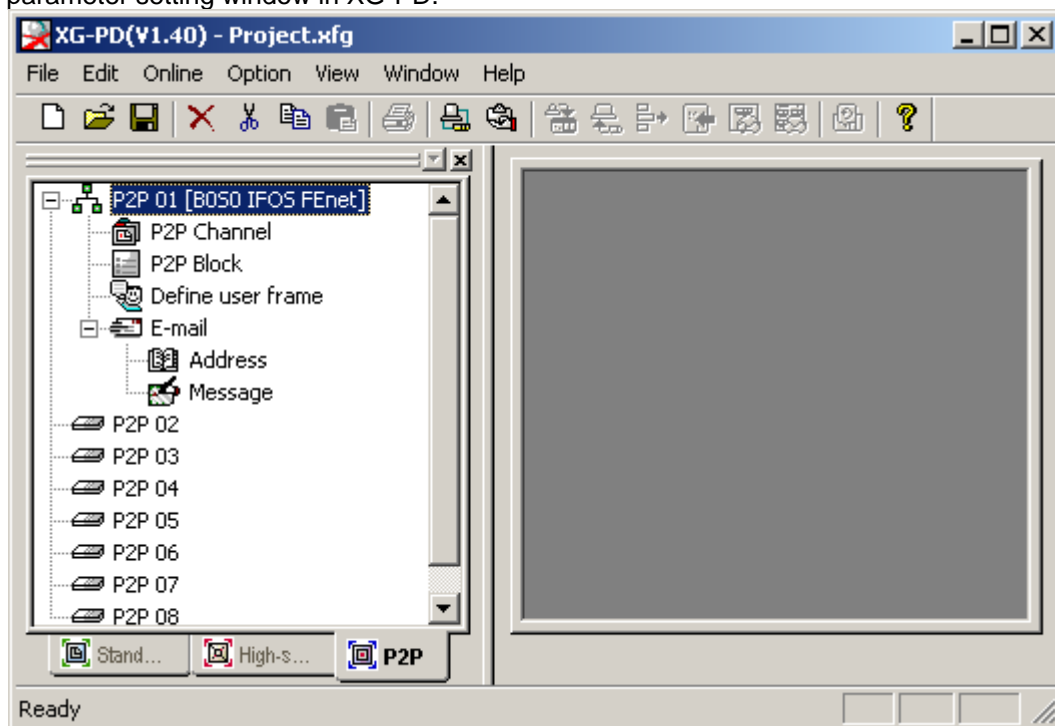 parameter setting window in XG-PD.
XG-PD(V1.40) - Project.xfg
File Edit Online Option View Window Help
P2P 01 [B0S0 IFOS FEnet]
P2P Channel
P2P Block
Define user frame
E-mail
Address
Message
P2P 02
P2P 03
P2P 04
P2P 05
P2P 06
P2P 07
P2P 08
Stand... High-s... P2P
Ready